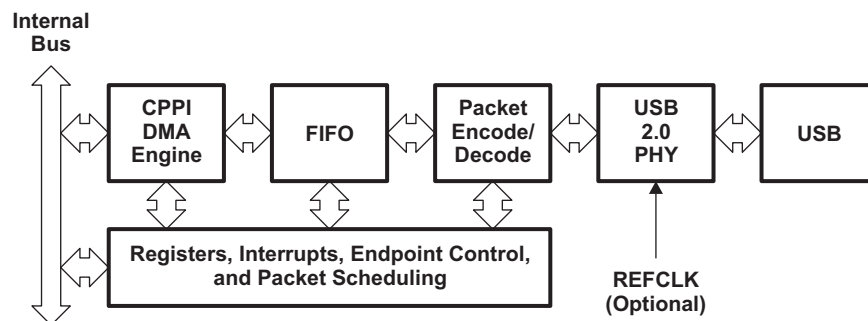 Internal
Bus
CPPI
DMA
Engine
FIFO
Packet
Encode/
Decode
USB
2.0
PHY
USB
Registers, Interrupts, Endpoint Control,
and Packet Scheduling
REFCLK
(Optional)